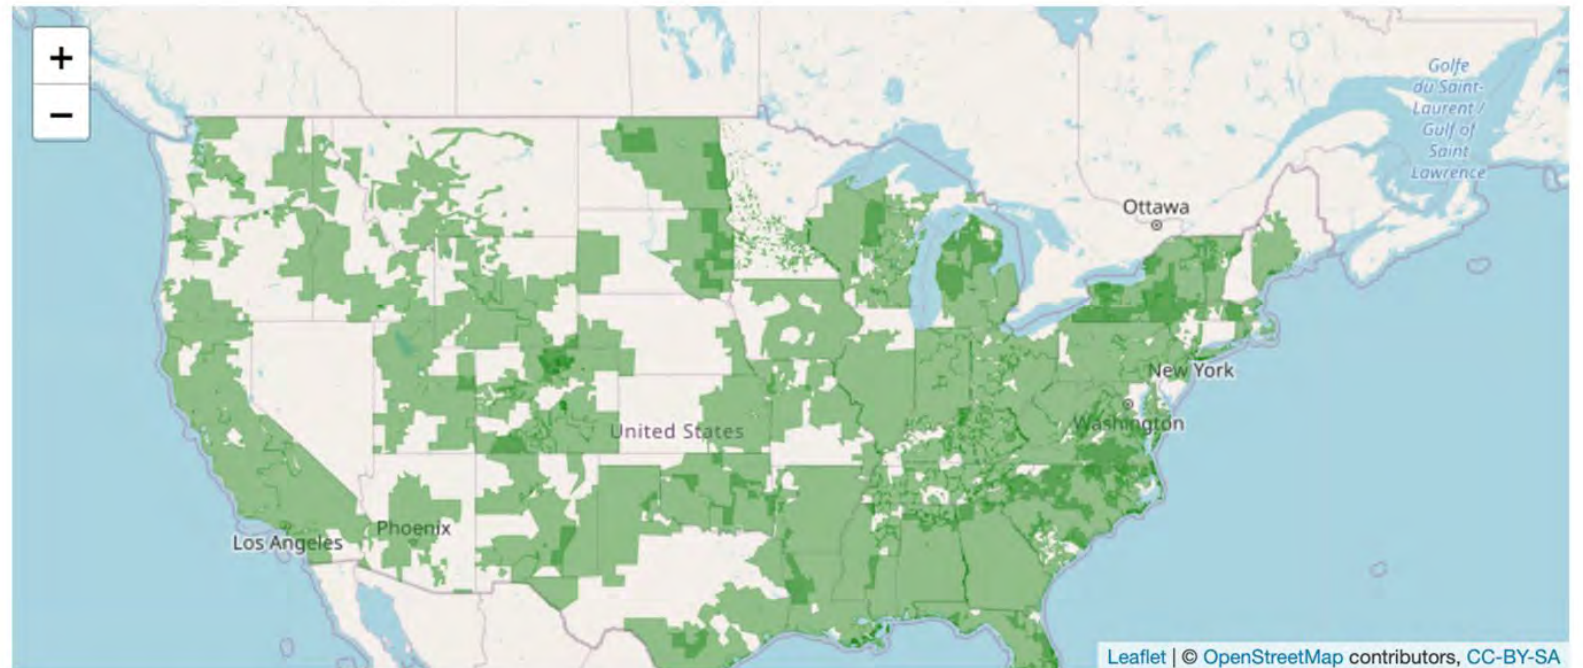 +
−
Golfe
du Saint-
Laurent /
Gulf of
Saint
Lawrence
Ottawa
New York
Washington
United States
Phoenix
Los Angeles
Leaflet | © OpenStreetMap contributors, CC-BY-SA